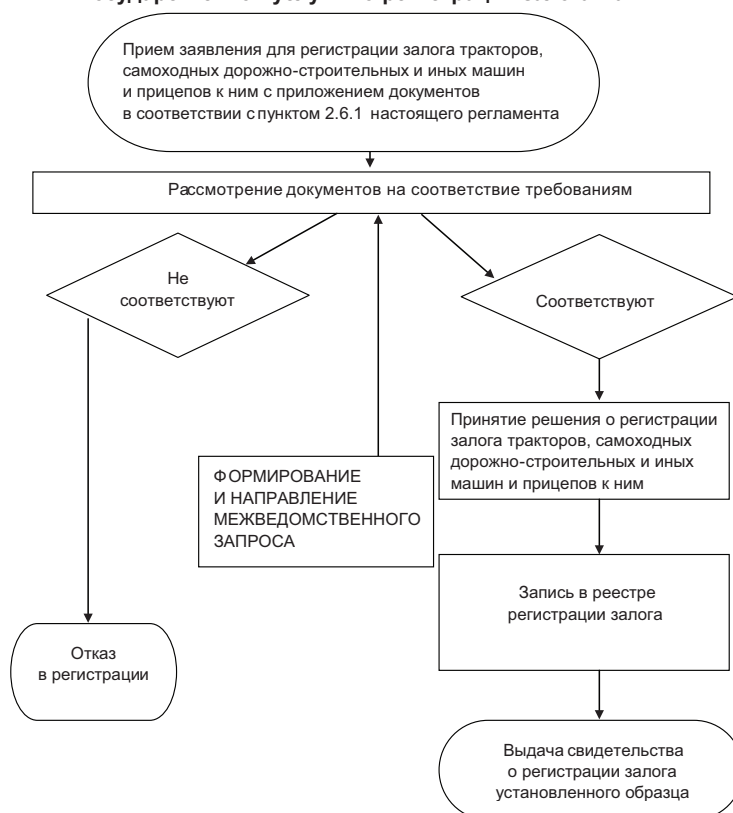 Прием заявления для регистрации залога тракторов,
самоходных дорожно-строительных и иных машин
и прицепов к ним с приложением документов
в соответствии с пунктом 2.6.1 настоящего регламента
Рассмотрение документов на соответствие требованиям
Не
соответствуют
Соответствуют
Принятие решения о регистрации
залога тракторов, самоходных
дорожно-строительных и иных
машин и прицепов к ним
ФОРМИРОВАНИЕ
И НАПРАВЛЕНИЕ
МЕЖВЕДОМСТВЕННОГО
ЗАПРОСА
Запись в реестре
регистрации залога
Отказ
в регистрации
Выдача свидетельства
о регистрации залога
установленного образца